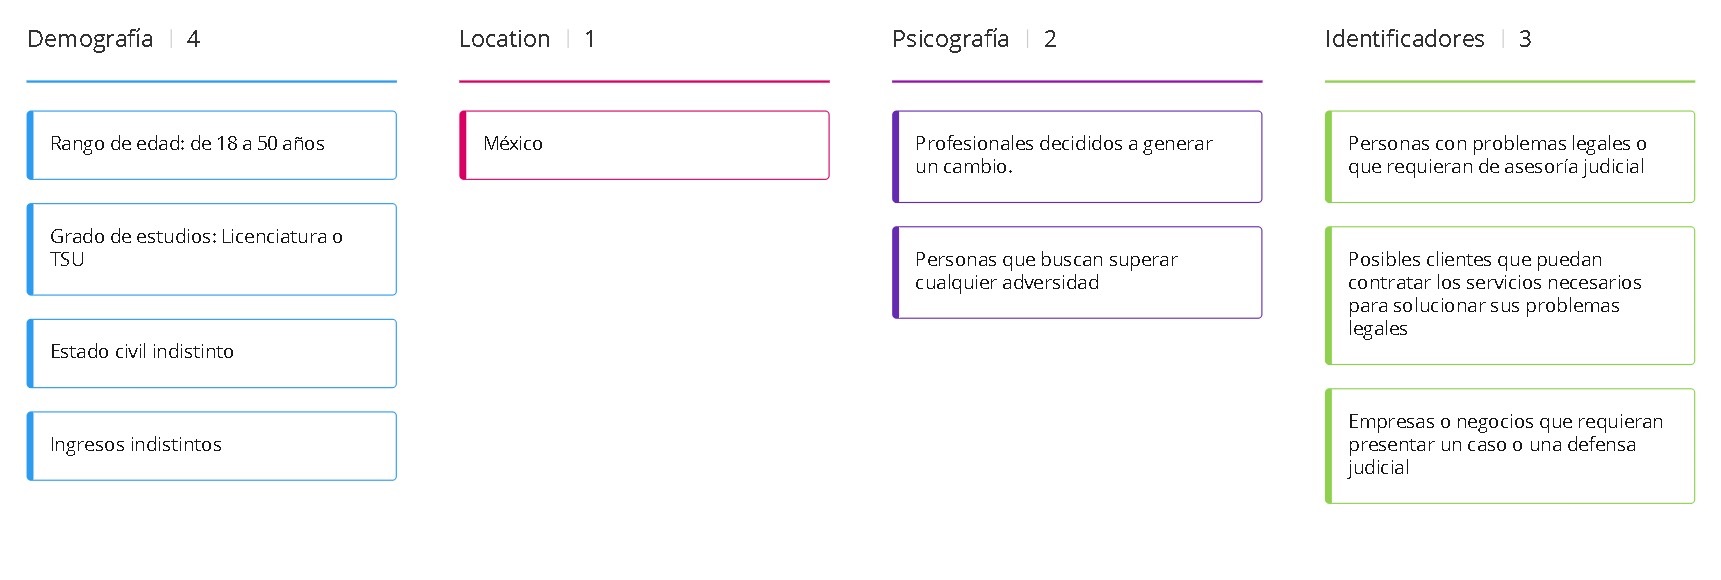 Demografía | 4
Rango de edad: de 18 a 50 años
Grado de estudios: Licenciatura o
TSU
Estado civil indistinto
Ingresos indistintos
Location | 1
México
Psicografía | 2
Profesionales decididos a generar
un cambio.
Personas que buscan superar
cualquier adversidad
Identificadores | 3
Personas con problemas legales o
que requieran de asesoría judicial
Posibles clientes que puedan
contratar los servicios necesarios
para solucionar sus problemas
legales
Empresas o negocios que requieran
presentar un caso o una defensa
judicial